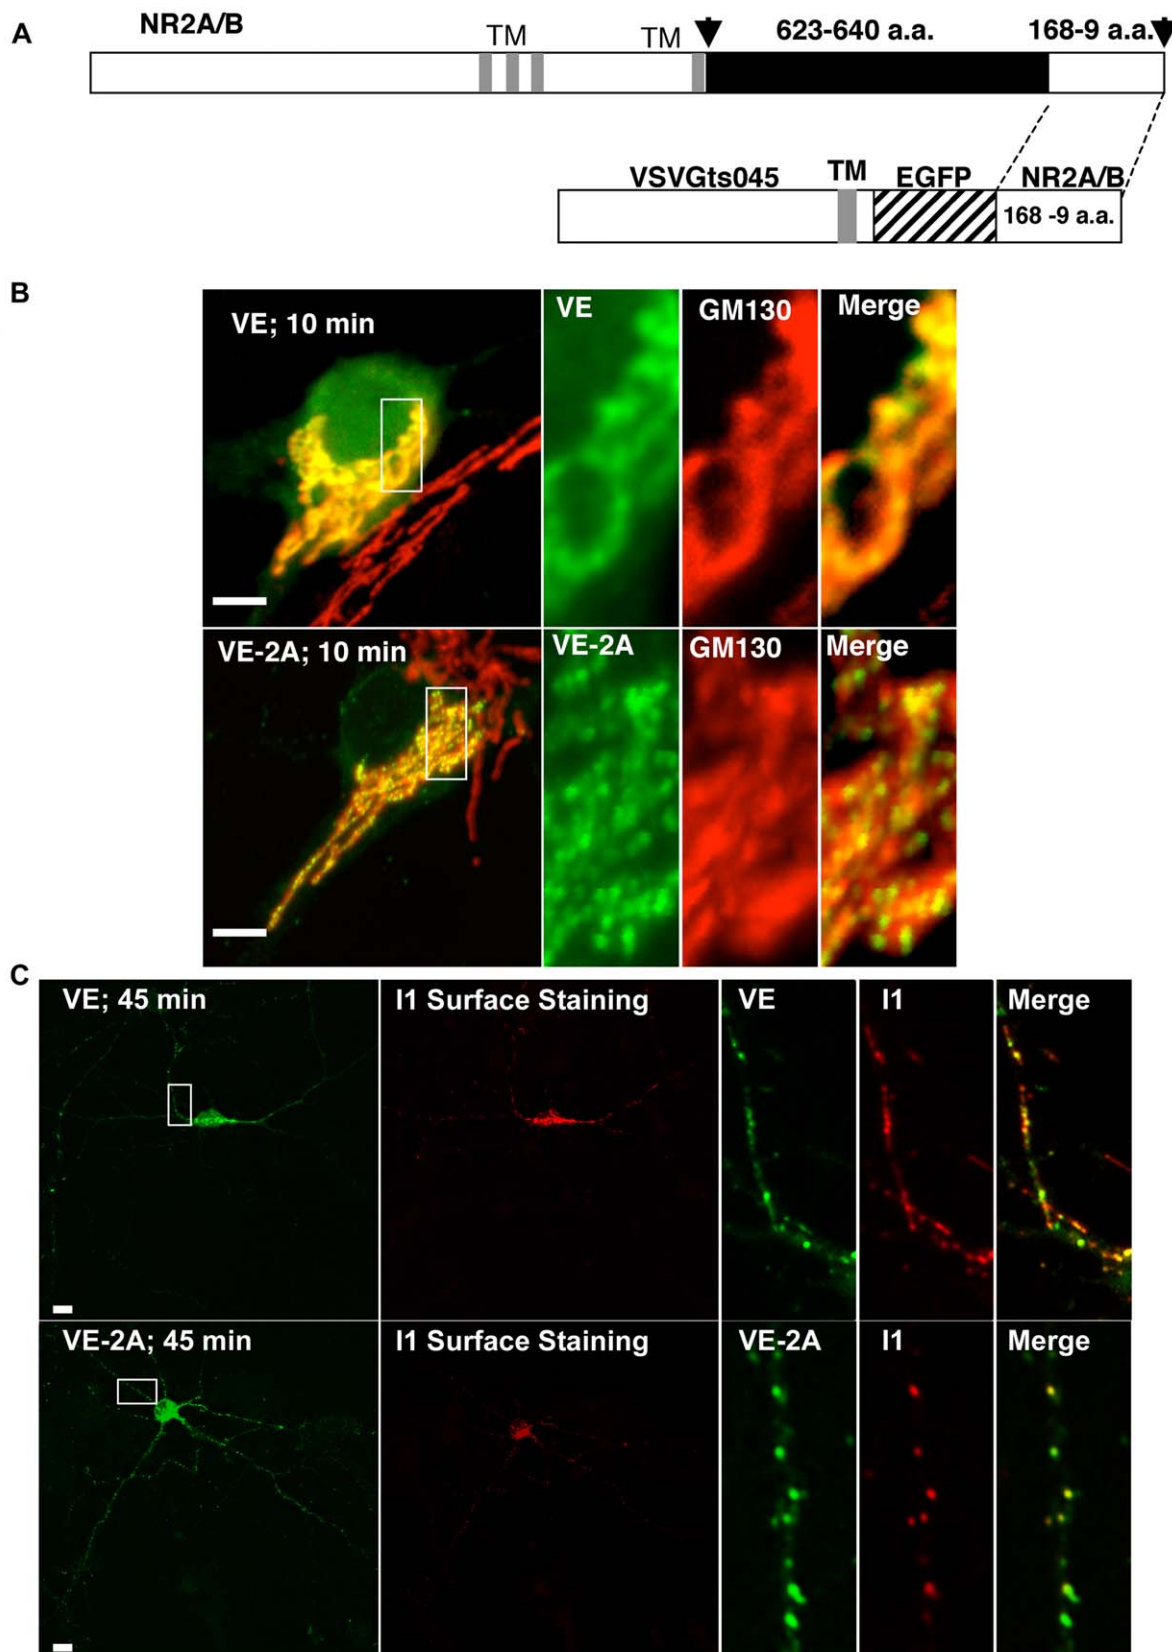 A
NR2A/B TM TM 623-640 a.a. 168-9 a.a.
VSVGts045 TM EGFP NR2A/B
168 -9 a.a.
B
VE; 10 min VE GM130 Merge
VE-2A; 10 min VE-2A GM130 Merge
C
VE; 45 min I1 Surface Staining VE I1 Merge
VE-2A; 45 min I1 Surface Staining VE-2A I1 Merge